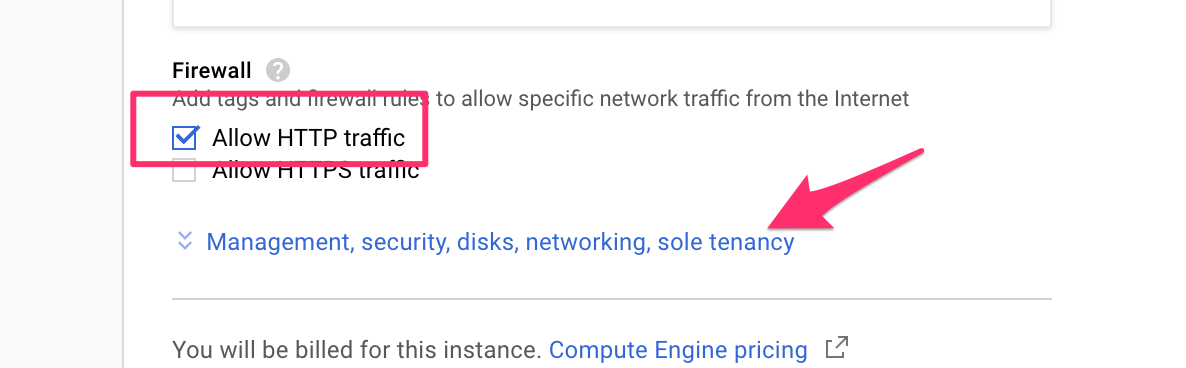 Firewall ?
Add tags and firewall rules to allow specific network traffic from the Internet
Allow HTTP traffic
Allow HTTPS traffic
Management, security, disks, networking, sole tenancy
You will be billed for this instance. Compute Engine pricing